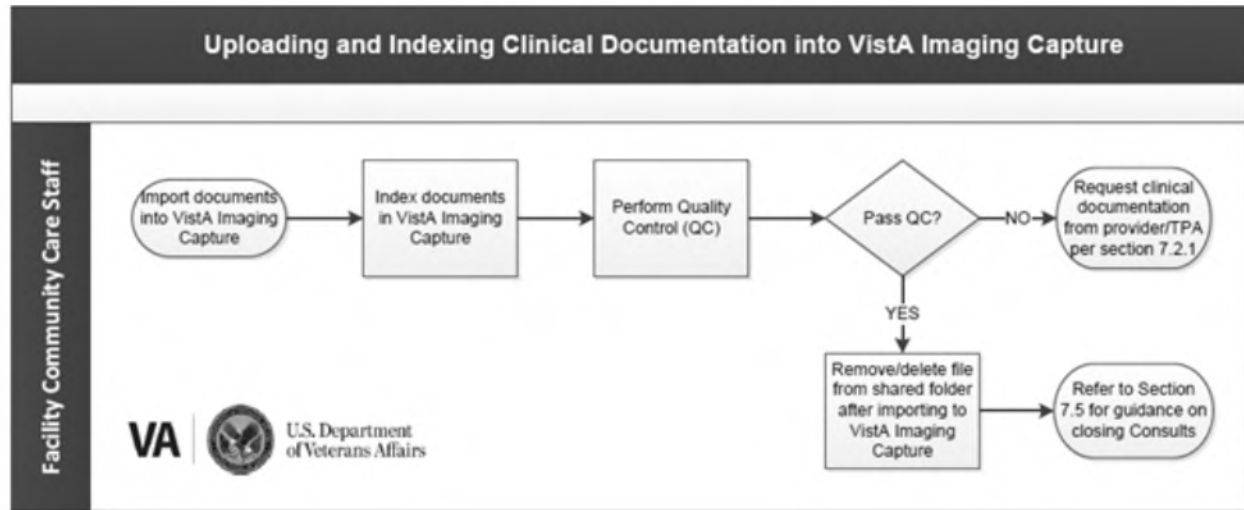 Uploading and Indexing Clinical Documentation into VistA Imaging Capture
Facility Community Care Staff
Import documents
into VistA Imaging
Capture
Index documents
in VistA Imaging
Capture
Perform Quality
Control (QC)
Pass QC?
NO
Request clinical
documentation
from provider/TPA
per section 7.2.1
YES
Remove/delete file
from shared folder
after importing to
VistA Imaging
Capture
Refer to Section
7.5 for guidance on
closing Consults
VA
U.S. Department
of Veterans Affairs